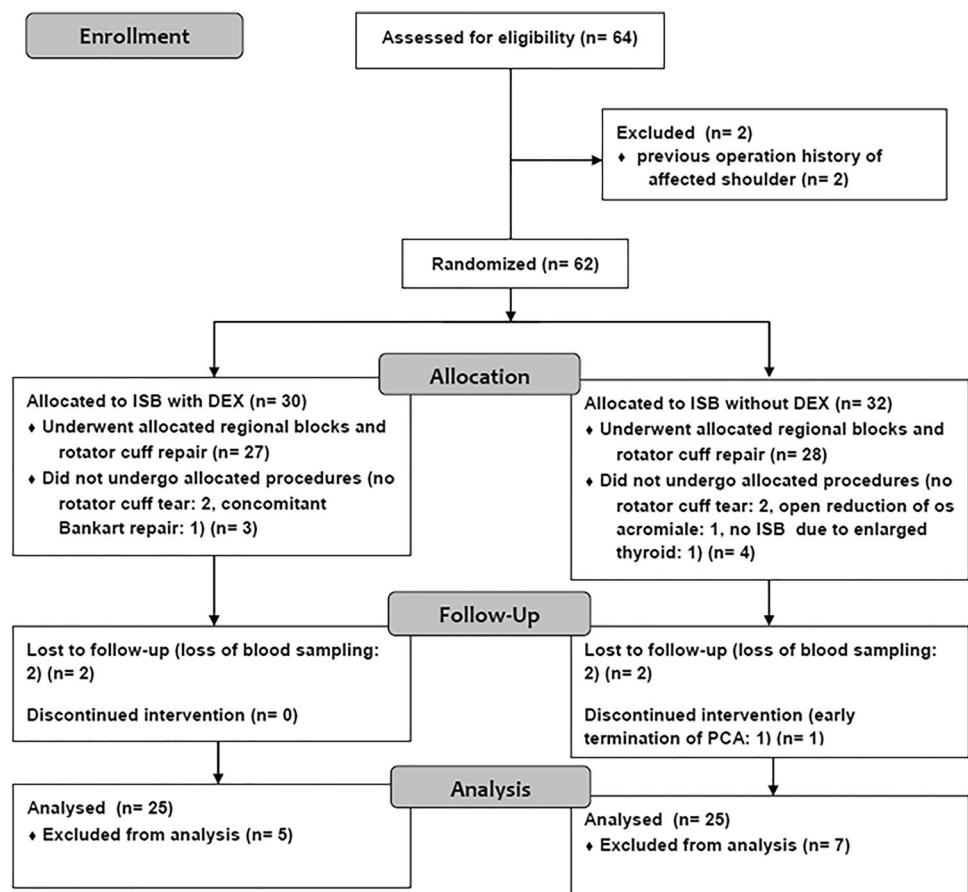 Enrollment
Assessed for eligibility (n= 64)
Excluded (n= 2)
♦ previous operation history of
affected shoulder (n= 2)
Randomized (n= 62)
Allocation
Allocated to ISB with DEX (n= 30)
♦ Underwent allocated regional blocks and
rotator cuff repair (n= 27)
♦ Did not undergo allocated procedures (no
rotator cuff tear: 2, concomitant
Bankart repair: 1) (n= 3)
Allocated to ISB without DEX (n= 32)
♦ Underwent allocated regional blocks and
rotator cuff repair (n= 28)
♦ Did not undergo allocated procedures (no
rotator cuff tear: 2, open reduction of os
acromiale: 1, no ISB due to enlarged
thyroid: 1) (n= 4)
Follow-Up
Lost to follow-up (loss of blood sampling:
2) (n= 2)
Discontinued intervention (n= 0)
Lost to follow-up (loss of blood sampling:
2) (n= 2)
Discontinued intervention (early
termination of PCA: 1) (n= 1)
Analysis
Analysed (n= 25)
♦ Excluded from analysis (n= 5)
Analysed (n= 25)
♦ Excluded from analysis (n= 7)